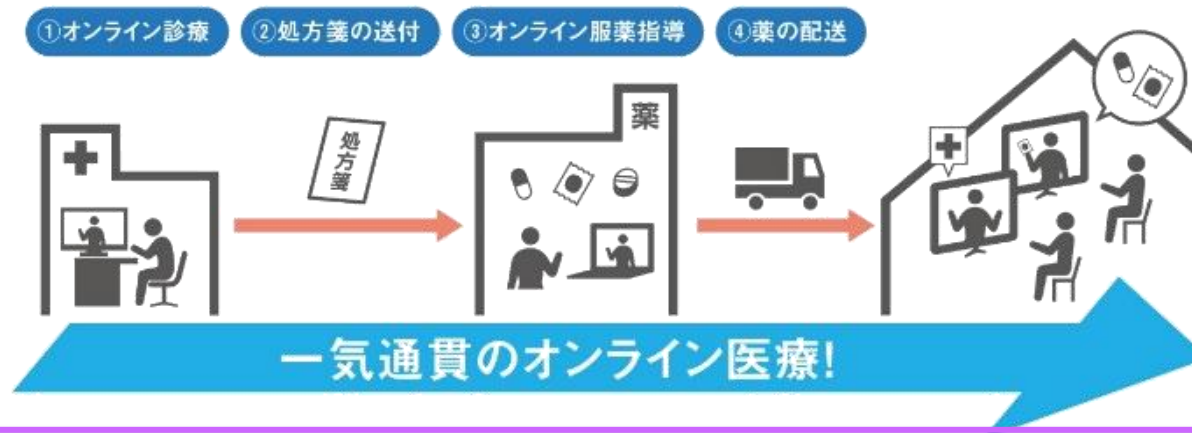 ①オンライン診療
②処方箋の送付
③オンライン服薬指導
④薬の配送
処方箋
薬
一気通貫のオンライン医療!